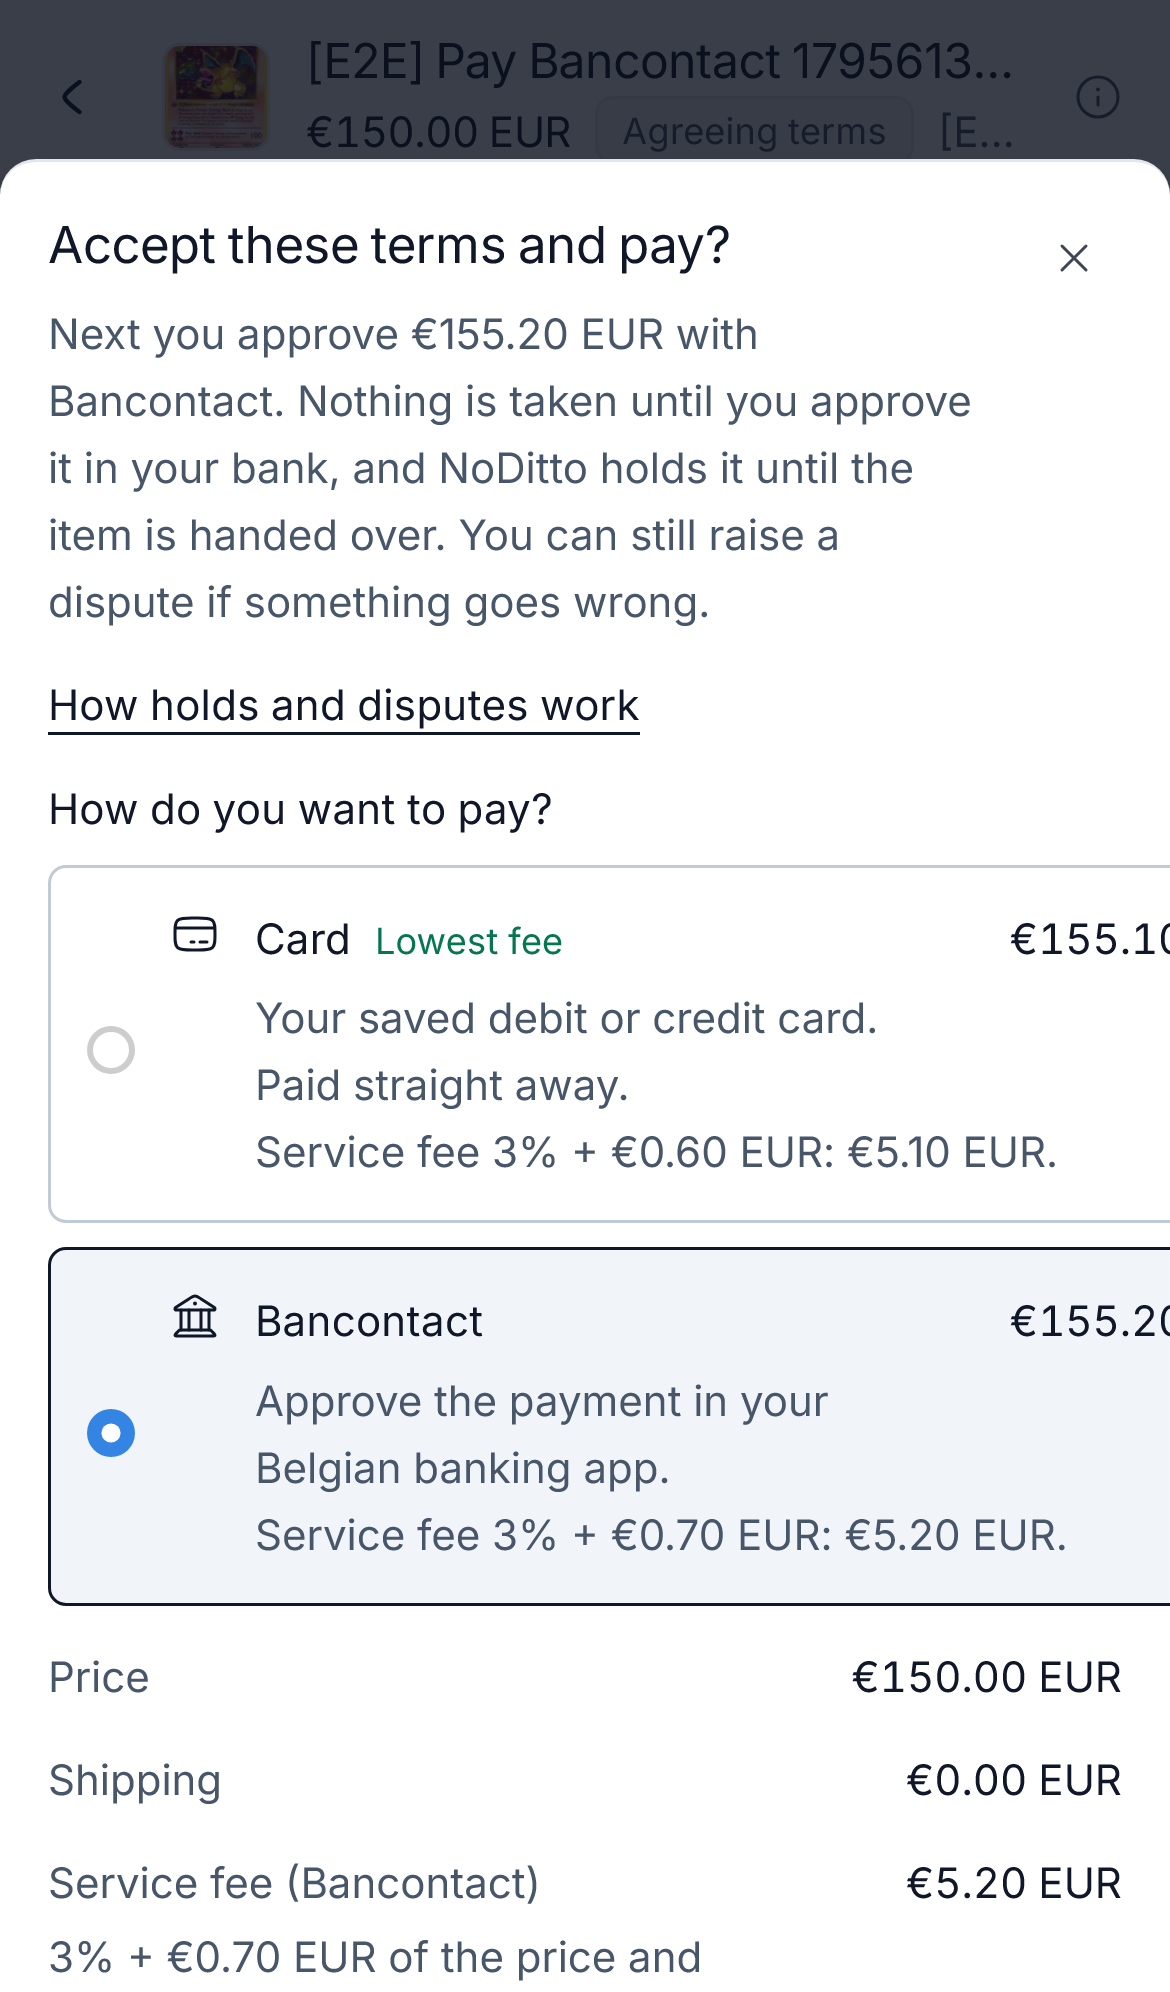 [E2E] Pay Bancontact 1795613...
€150.00 EUR Agreeing terms [E...
Accept these terms and pay?
Next you approve €155.20 EUR with
Bancontact. Nothing is taken until you approve
it in your bank, and NoDitto holds it until the
item is handed over. You can still raise a
dispute if something goes wrong.
How holds and disputes work
How do you want to pay?
Card Lowest fee €155.10
Your saved debit or credit card.
Paid straight away.
Service fee 3% + €0.60 EUR: €5.10 EUR.
Bancontact €155.20
Approve the payment in your
Belgian banking app.
Service fee 3% + €0.70 EUR: €5.20 EUR.
Price €150.00 EUR
Shipping €0.00 EUR
Service fee (Bancontact) €5.20 EUR
3% + €0.70 EUR of the price and